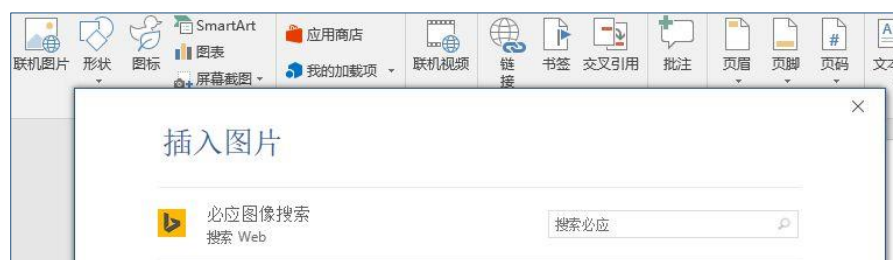 SmartArt
图表
屏幕截图
应用商店
我的加载项
联机图片
形状
图标
联机视频
链
接
书签
交叉引用
批注
页眉
页脚
#
页码
A
文
插入图片
必应图像搜索
搜索 Web
搜索必应